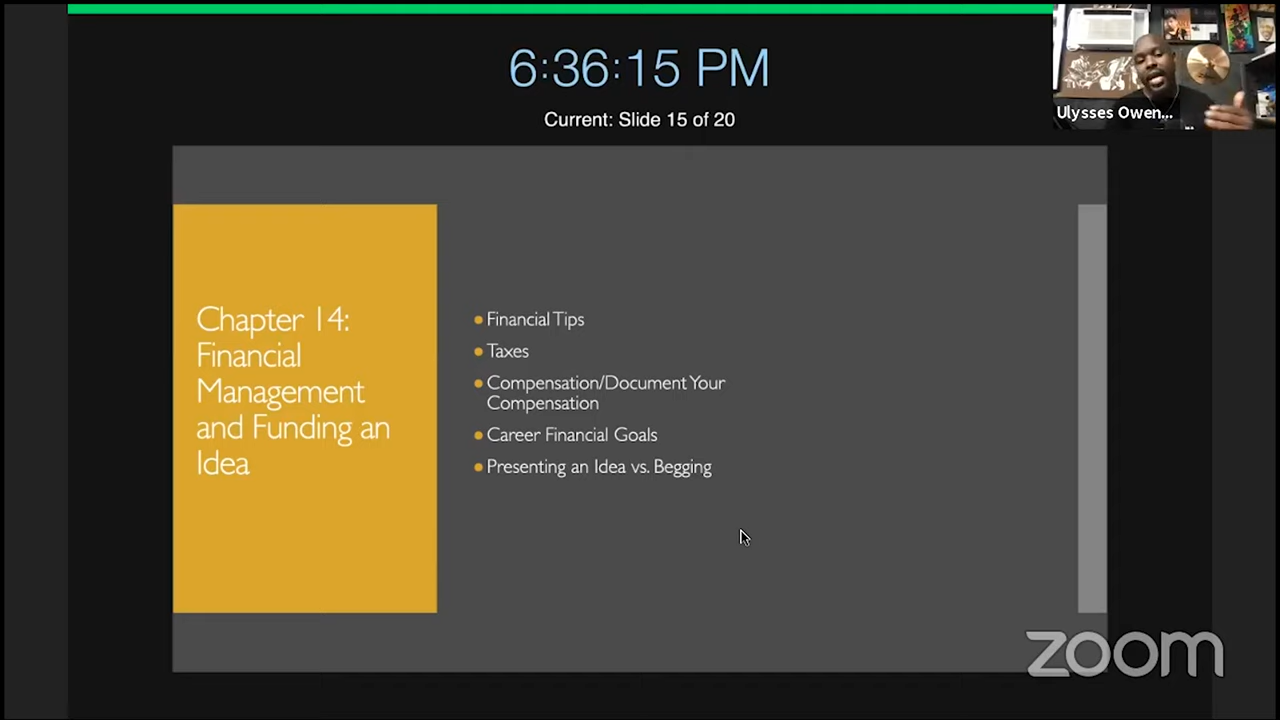 6:36:15 PM
Current: Slide 15 of 20
Ulysses Owen...
Chapter 14:
Financial
Management
and Funding an
Idea
Financial Tips
Taxes
Compensation/Document Your
Compensation
Career Financial Goals
Presenting an Idea vs. Begging
zoom